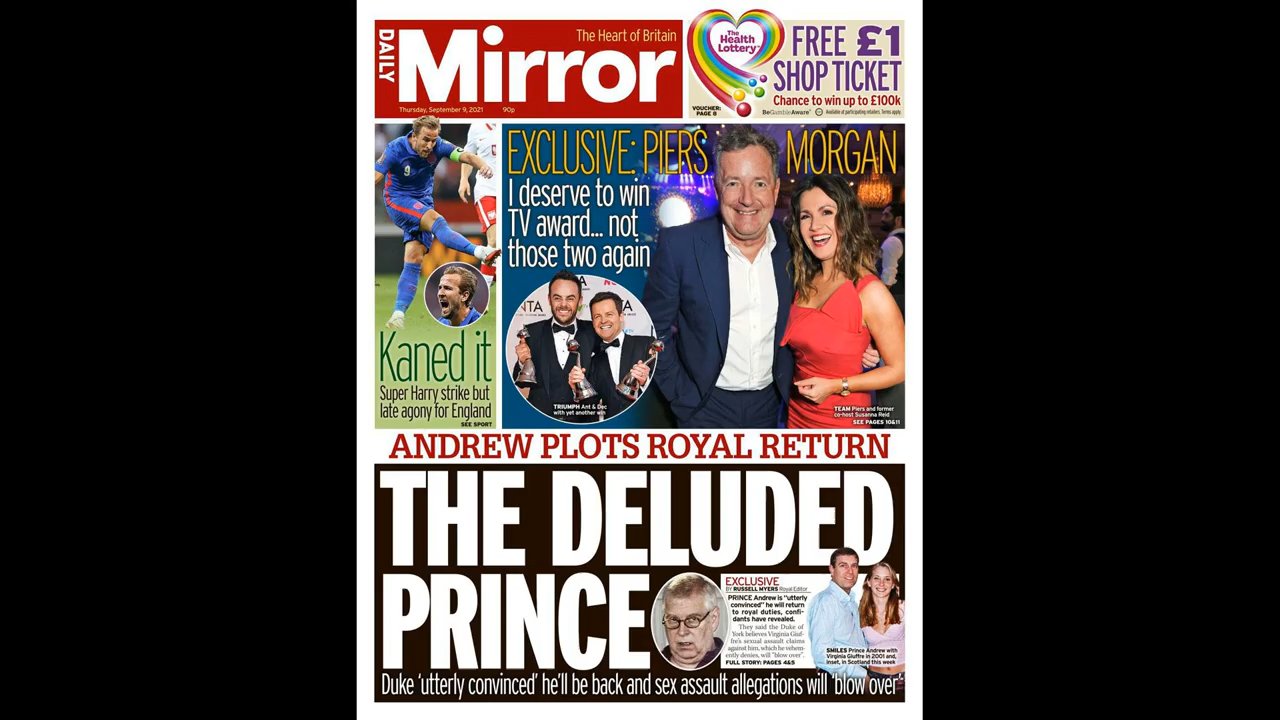 DAILY
Mirror
The Heart of Britain
Thursday, September 9, 2021 90p
The
Health
Lottery
FREE £1
SHOP TICKET
Chance to win up to £100k
VOUCHER:
PAGE 8
BeGambleAware Available at participating retailers. Terms apply
9
Kaned it
Super Harry strike but
late agony for England
SEE SPORT
EXCLUSIVE: PIERS MORGAN
I deserve to win
TV award... not
those two again
NTA
TRIUMPH Ant & Dec
with yet another win
TEAM Piers and former
co-host Susanna Reid
SEE PAGES 10&11
ANDREW PLOTS ROYAL RETURN
THE DELUDED
PRINCE
EXCLUSIVE
BY RUSSELL MYERS Royal Editor
PRINCE Andrew is "utterly
convinced" he will return
to royal duties, confi-
dants have revealed.
They said the Duke of
York believes Virginia Giuf-
fre's sexual assault claims
against him, which he vehem-
ently denies, will "blow over".
FULL STORY: PAGES 4&5
SMILES Prince Andrew with
Virginia Giuffre in 2001 and,
inset, in Scotland this week
Duke 'utterly convinced' he'll be back and sex assault allegations will 'blow over'